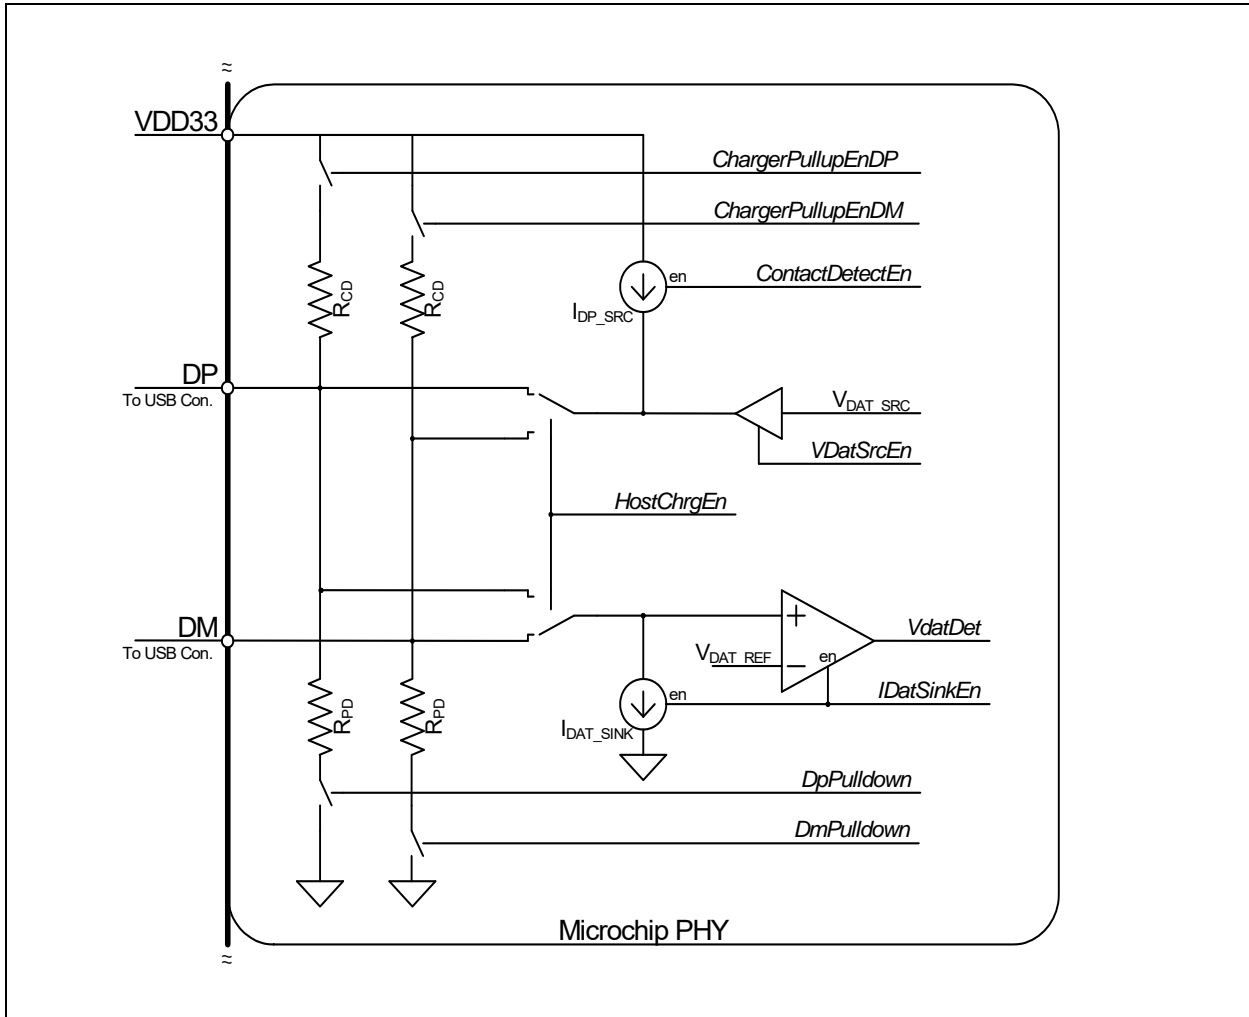 ≈
VDD33
ChargerPullupEnDP
ChargerPullupEnDM
en
ContactDetectEn
RCD
RCD
IDP_SRC
DP
To USB Con.
VDAT_SRC
VDatSrcEn
HostChrgEn
DM
To USB Con.
+
VdatDet
VDAT_REF
−
en
en
IDatSinkEn
RPD
RPD
IDAT_SINK
DpPulldown
DmPulldown
Microchip PHY
≈